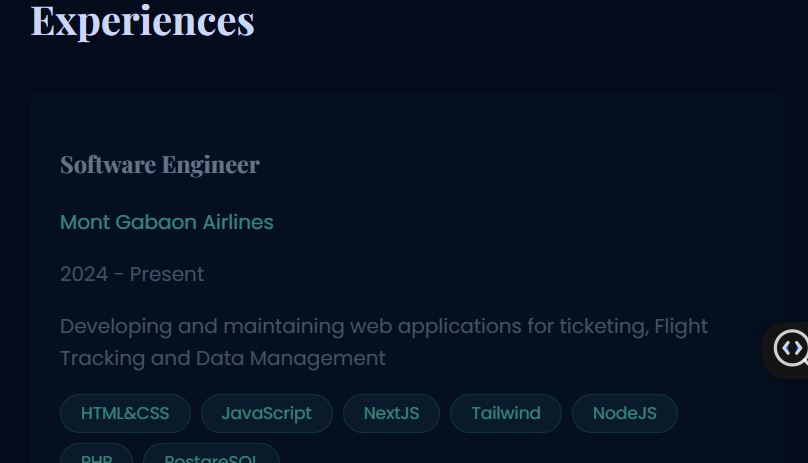 Experiences
Software Engineer
Mont Gabaon Airlines
2024 - Present
Developing and maintaining web applications for ticketing, Flight
Tracking and Data Management
HTML&CSS JavaScript NextJS Tailwind NodeJS
PHP PostgreSQL